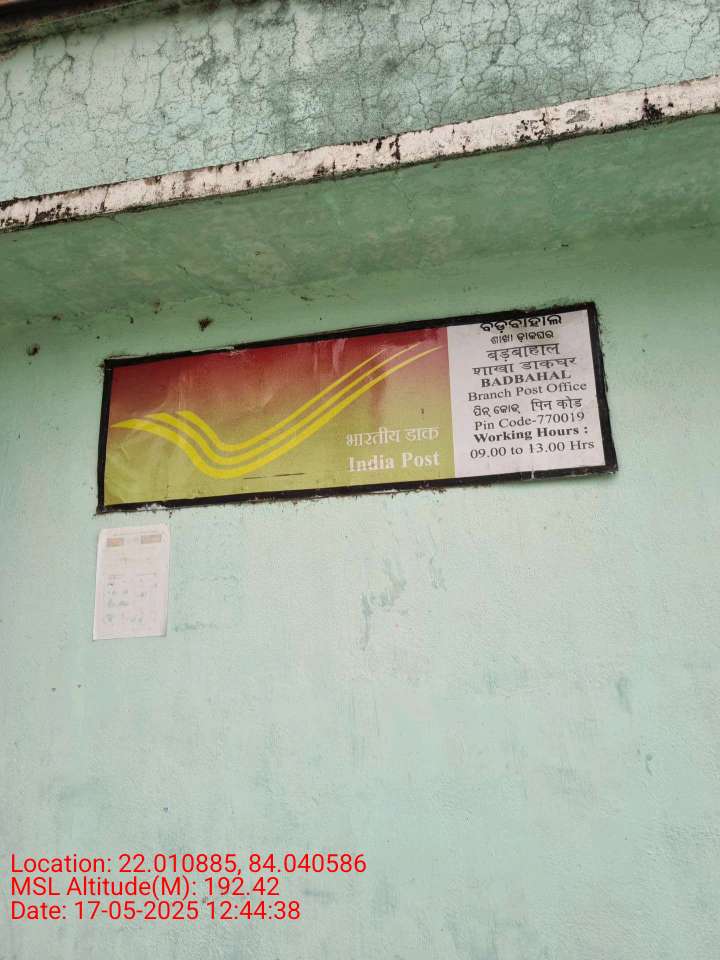 ବଡ଼ବାହାଲ
ଶାଖା ଡ଼ାକଘର
बड़बाहाल
शाखा डाकघर
BADBAHAL
Branch Post Office
ପିନ୍ କୋଡ୍ पिन कोड
Pin Code-770019
Working Hours :
09.00 to 13.00 Hrs
भारतीय डाक
India Post
Location: 22.010885, 84.040586
MSL Altitude(M): 192.42
Date: 17-05-2025 12:44:38